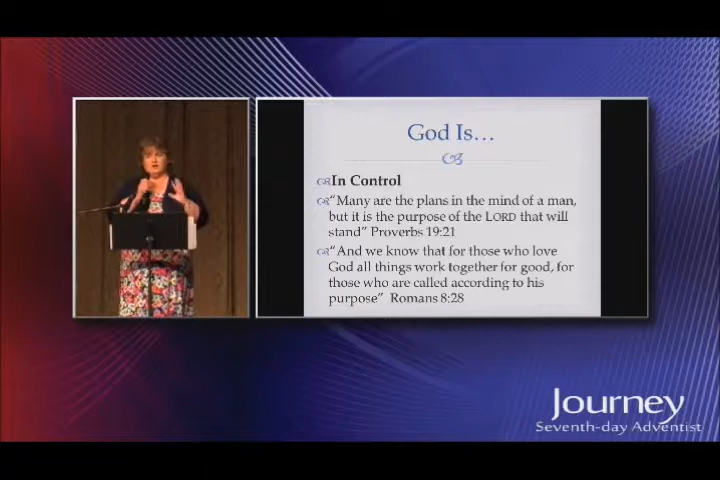 God Is...
In Control
"Many are the plans in the mind of a man,
but it is the purpose of the LORD that will
stand" Proverbs 19:21
"And we know that for those who love
God all things work together for good, for
those who are called according to his
purpose" Romans 8:28
Journey
Seventh-day Adventist